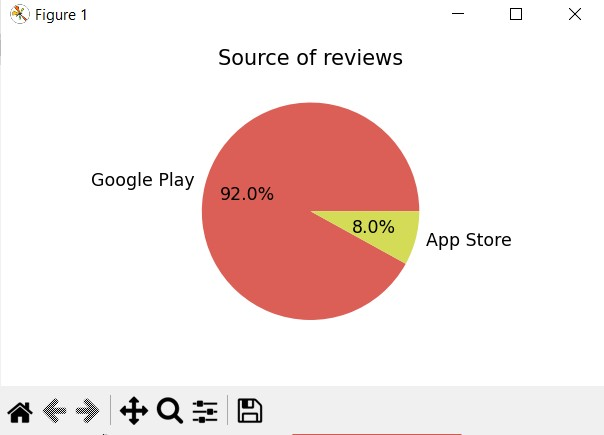 Figure 1
Source of reviews
Google Play
92.0%
8.0%
App Store